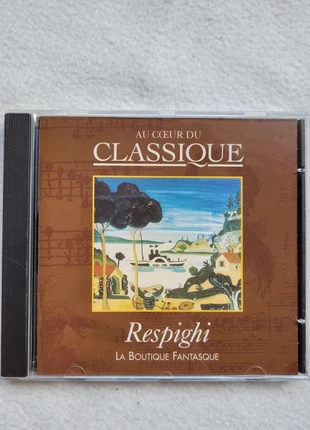 AU CŒUR DU
CLASSIQUE
Respighi
LA BOUTIQUE FANTASQUE